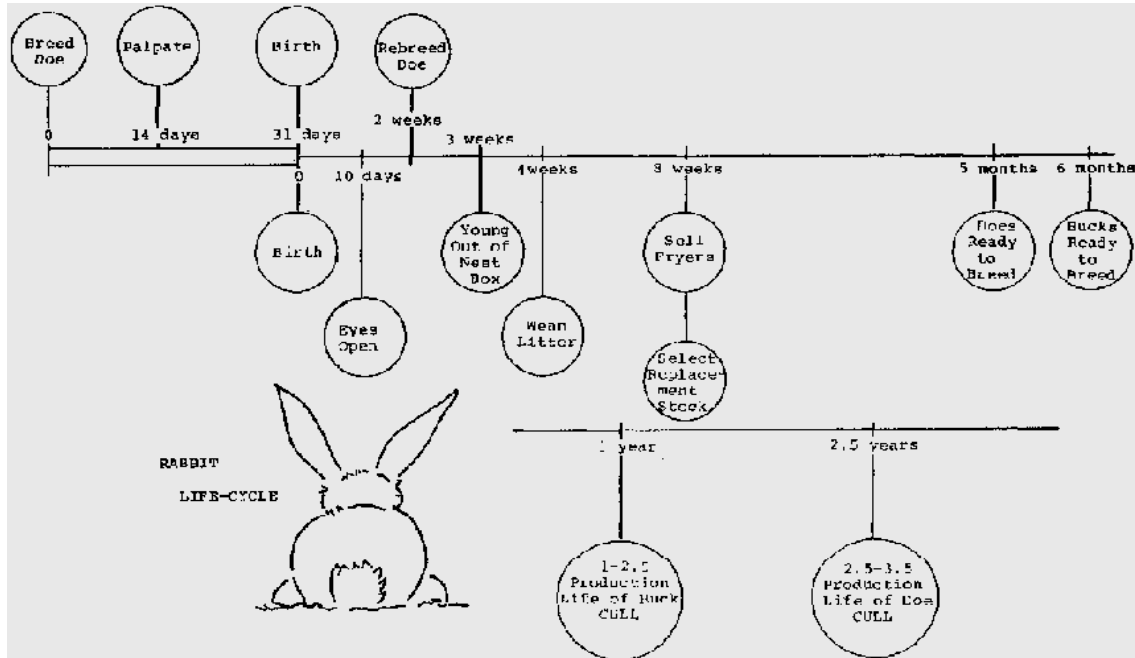 Breed
Doe
Palpate
Birth
Rebreed
Doe
0
14 days
31 days
2 weeks
3 weeks
0
10 days
4weeks
8 weeks
5 months
6 months
Birth
Young
Out of
Nest
Box
Sell
Fryers
Does
Ready
to
Breed
Bucks
Ready
to
Breed
Eyes
Open
Wean
Litter
Select
Replace-
ment
Stock
RABBIT
LIFE-CYCLE
1 year
2.5 years
1-2.5
Production
Life of Buck
CULL
2.5-3.5
Production
Life of Doe
CULL